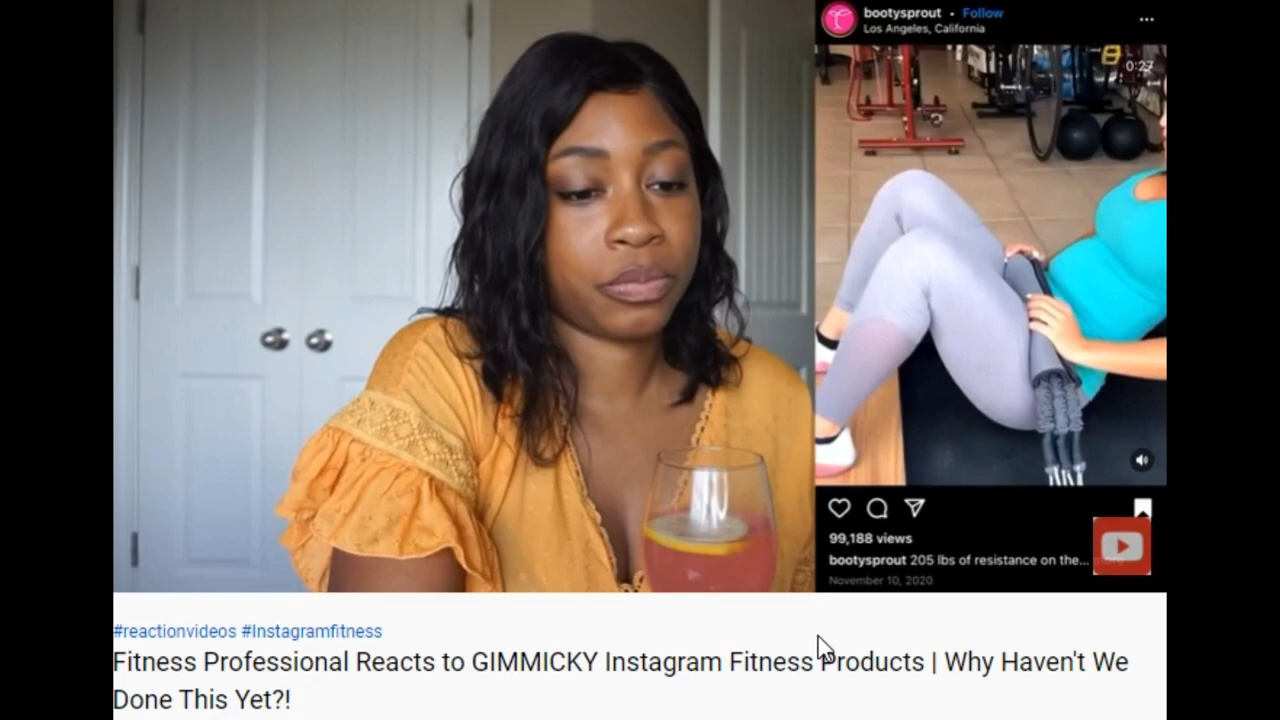 bootysprout • Follow
Los Angeles, California
0:27
99,188 views
bootysprout 205 lbs of resistance on the...
November 10, 2020
#reactionvideos #Instagramfitness
Fitness Professional Reacts to GIMMICKY Instagram Fitness Products | Why Haven't We
Done This Yet?!